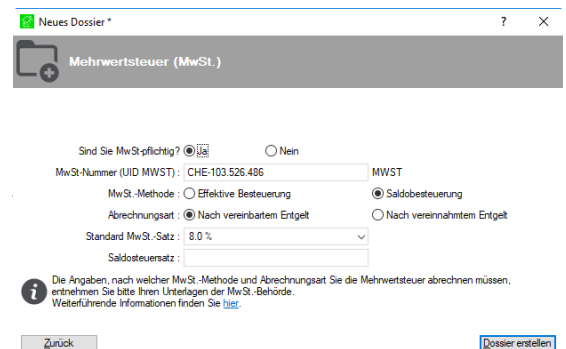 Neues Dossier *
Mehrwertsteuer (MwSt.)
Sind Sie MwSt-pflichtig? Ja Nein
MwSt-Nummer (UID MWST) : CHE-103.526.486 MWST
MwSt.-Methode : Effektive Besteuerung Saldobesteuerung
Abrechnungsart : Nach vereinbartem Entgelt Nach vereinnahmtem Entgelt
Standard MwSt.-Satz : 8.0 %
Saldosteuersatz :
Die Angaben, nach welcher MwSt.-Methode und Abrechnungsart Sie die Mehrwertsteuer abrechnen müssen,
entnehmen Sie bitte Ihren Unterlagen der MwSt.-Behörde.
Weiterführende Informationen finden Sie hier.
Zurück Dossier erstellen